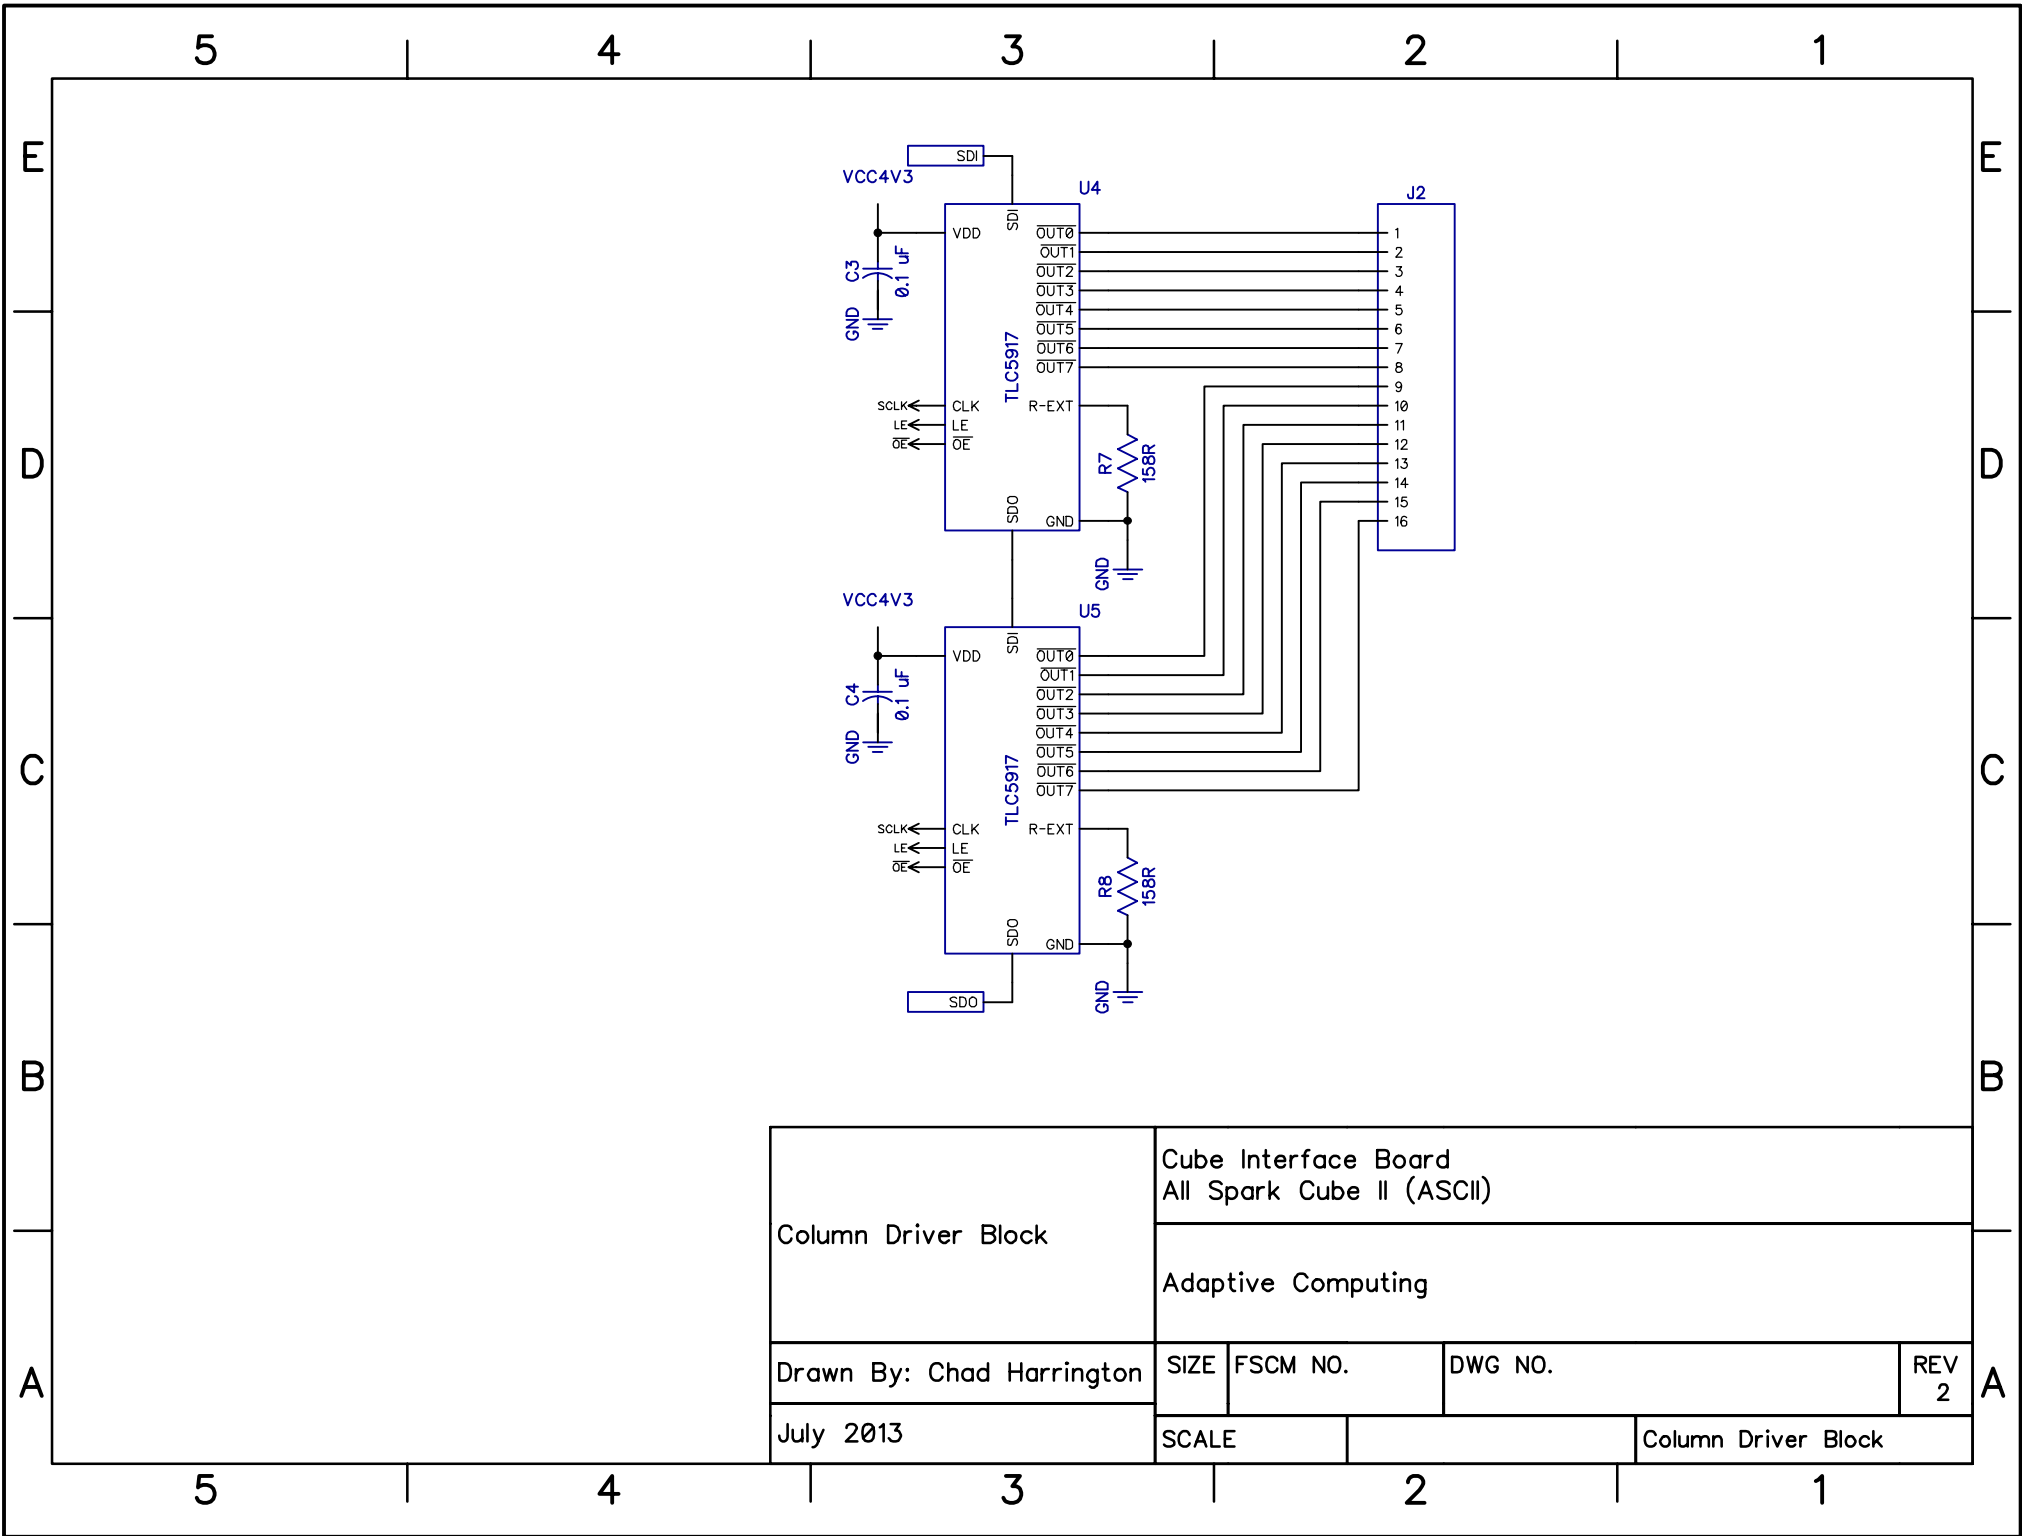 5 4 3 2 1
E E
SDI
VCC4V3
U4
J2
SDI
VDD
C3
0.1 uF
GND
OUT0
OUT1
OUT2
OUT3
OUT4
OUT5
OUT6
OUT7
TLC5917
1
2
3
4
5
6
7
8
9
10
11
12
13
14
15
16
SCLK CLK
LE LE
OE OE
R-EXT
R7
158R
SDO
GND
GND
D D
VCC4V3
U5
SDI
VDD
C4
0.1 uF
GND
OUT0
OUT1
OUT2
OUT3
OUT4
OUT5
OUT6
OUT7
TLC5917
C C
SCLK CLK
LE LE
OE OE
R-EXT
R8
158R
SDO
GND
GND
SDO
B B
Column Driver Block
Cube Interface Board
All Spark Cube II (ASCII)
Adaptive Computing
Drawn By: Chad Harrington
July 2013
SIZE
FSCM NO.
DWG NO.
REV
2
SCALE
Column Driver Block
A A
5 4 3 2 1